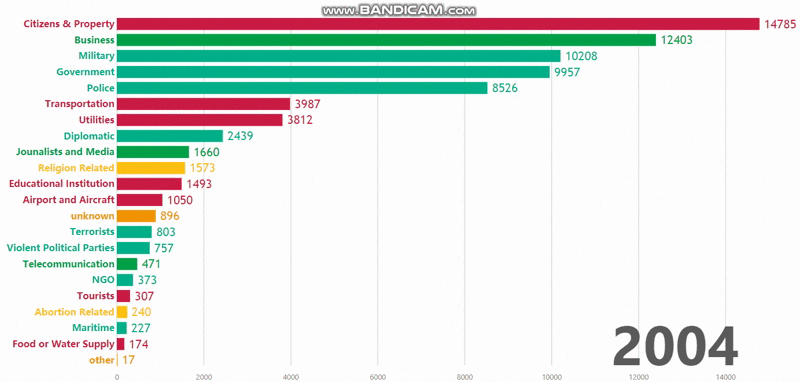 www.BANDICAM.com
Citizens & Property 14785
Business 12403
Military 10208
Government 9957
Police 8526
Transportation 3987
Utilities 3812
Diplomatic 2439
Jounalists and Media 1660
Religion Related 1573
Educational Institution 1493
Airport and Aircraft 1050
unknown 896
Terrorists 803
Violent Political Parties 757
Telecommunication 471
NGO 373
Tourists 307
Abortion Related 240
Maritime 227
Food or Water Supply 174
other 17
2004
0 2000 4000 6000 8000 10000 12000 14000